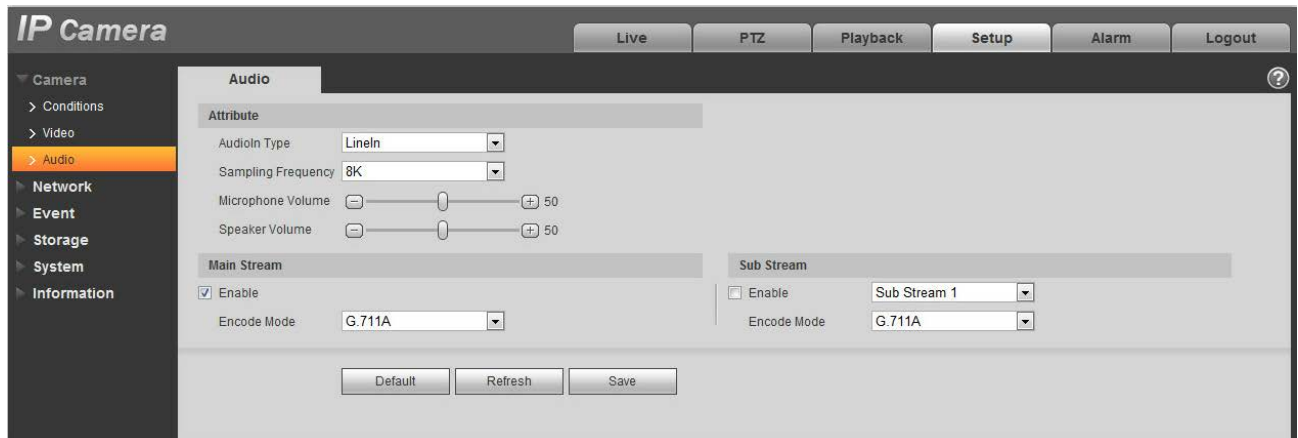 IP Camera
Live
PTZ
Playback
Setup
Alarm
Logout
?
Camera
Conditions
Video
Audio
Network
Event
Storage
System
Information
Audio
Attribute
AudioIn Type LineIn
Sampling Frequency 8K
Microphone Volume 50
Speaker Volume 50
Main Stream
Enable
Encode Mode G.711A
Sub Stream
Enable Sub Stream 1
Encode Mode G.711A
Default
Refresh
Save